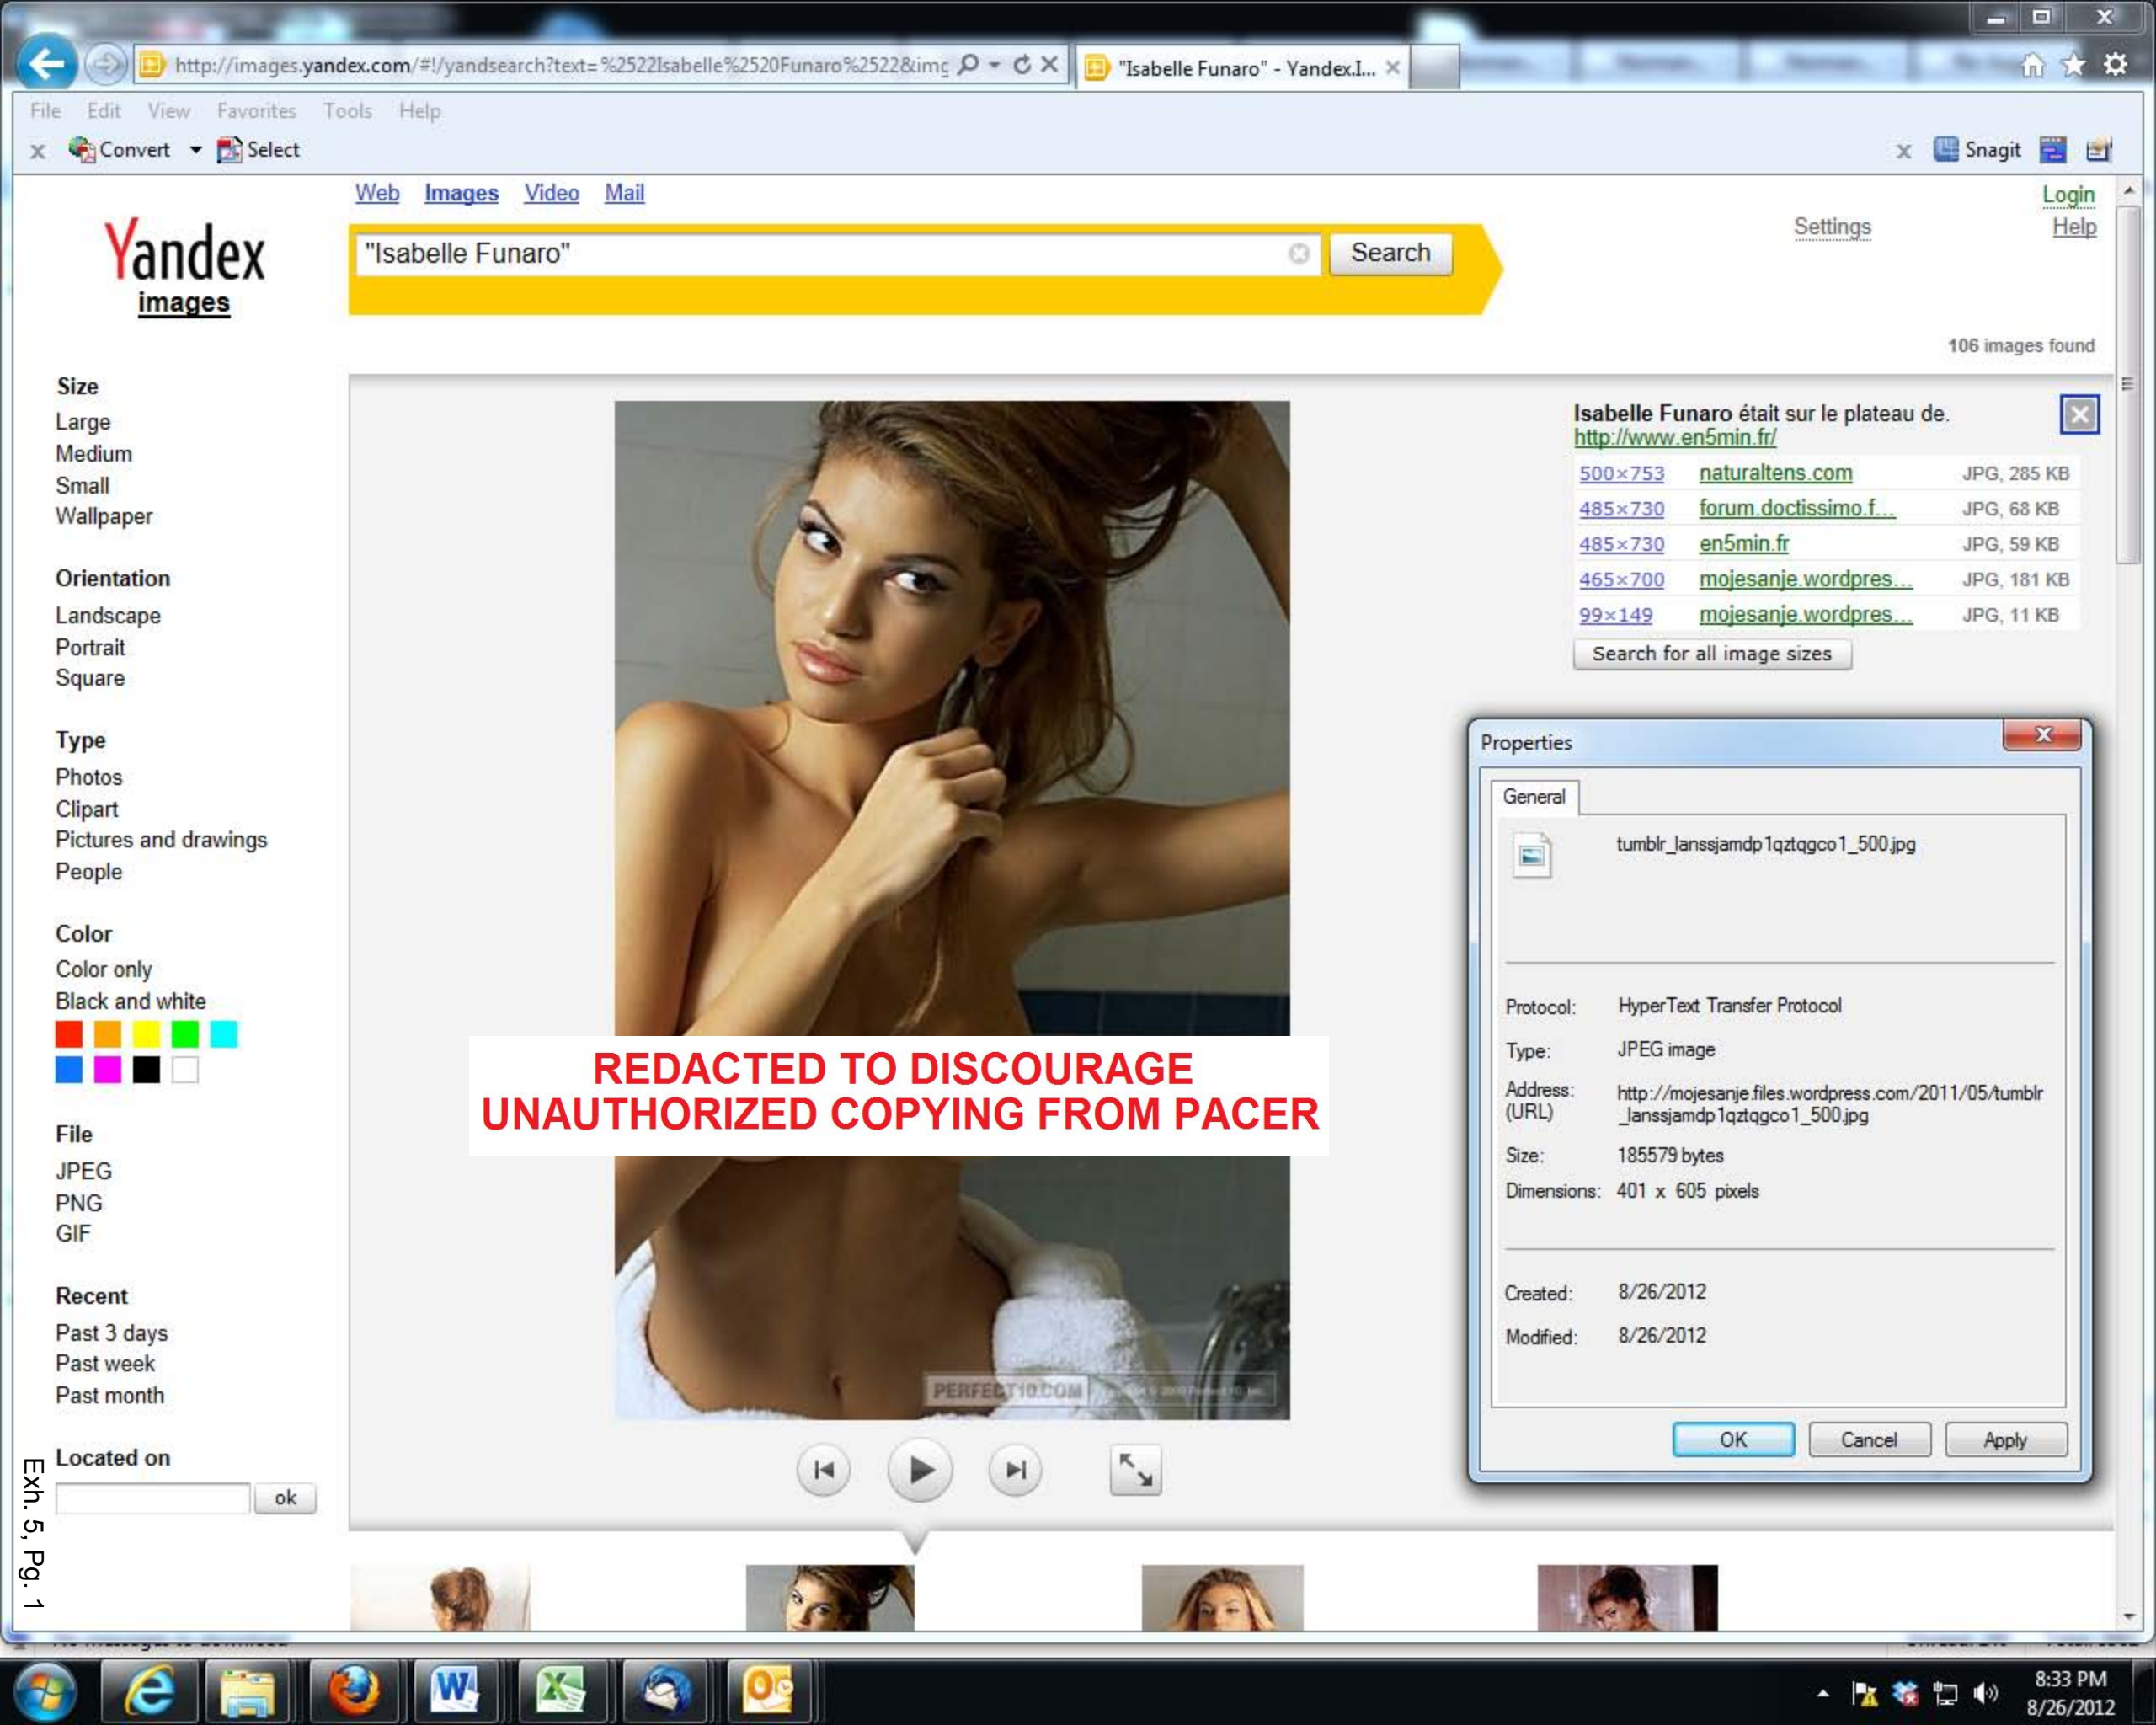 http://images.yandex.com/#!/yandsearch?text=%2522Isabelle%2520Funaro%2522&img
"Isabelle Funaro" - Yandex.I...
File Edit View Favorites Tools Help
x Convert Select
x Snagit
Web Images Video Mail
Login
Settings
Help
Yandex
images
"Isabelle Funaro"
Search
106 images found
Size
Large
Medium
Small
Wallpaper
Orientation
Landscape
Portrait
Square
Type
Photos
Clipart
Pictures and drawings
People
Color
Color only
Black and white
File
JPEG
PNG
GIF
Recent
Past 3 days
Past week
Past month
Located on
ok
Isabelle Funaro était sur le plateau de.
http://www.en5min.fr/
500×753 naturaltens.com JPG, 285 KB
485×730 forum.doctissimo.f... JPG, 68 KB
485×730 en5min.fr JPG, 59 KB
465×700 mojesanje.wordpres... JPG, 181 KB
99×149 mojesanje.wordpres... JPG, 11 KB
Search for all image sizes
REDACTED TO DISCOURAGE
UNAUTHORIZED COPYING FROM PACER
PERFECT10.COM
Properties
General
tumblr_lanssjamdp1qztqgco1_500.jpg
Protocol: HyperText Transfer Protocol
Type: JPEG image
Address: http://mojesanje.files.wordpress.com/2011/05/tumblr
(URL) _lanssjamdp1qztqgco1_500.jpg
Size: 185579 bytes
Dimensions: 401 x 605 pixels
Created: 8/26/2012
Modified: 8/26/2012
OK Cancel Apply
Exh. 5, Pg. 1
8:33 PM
8/26/2012